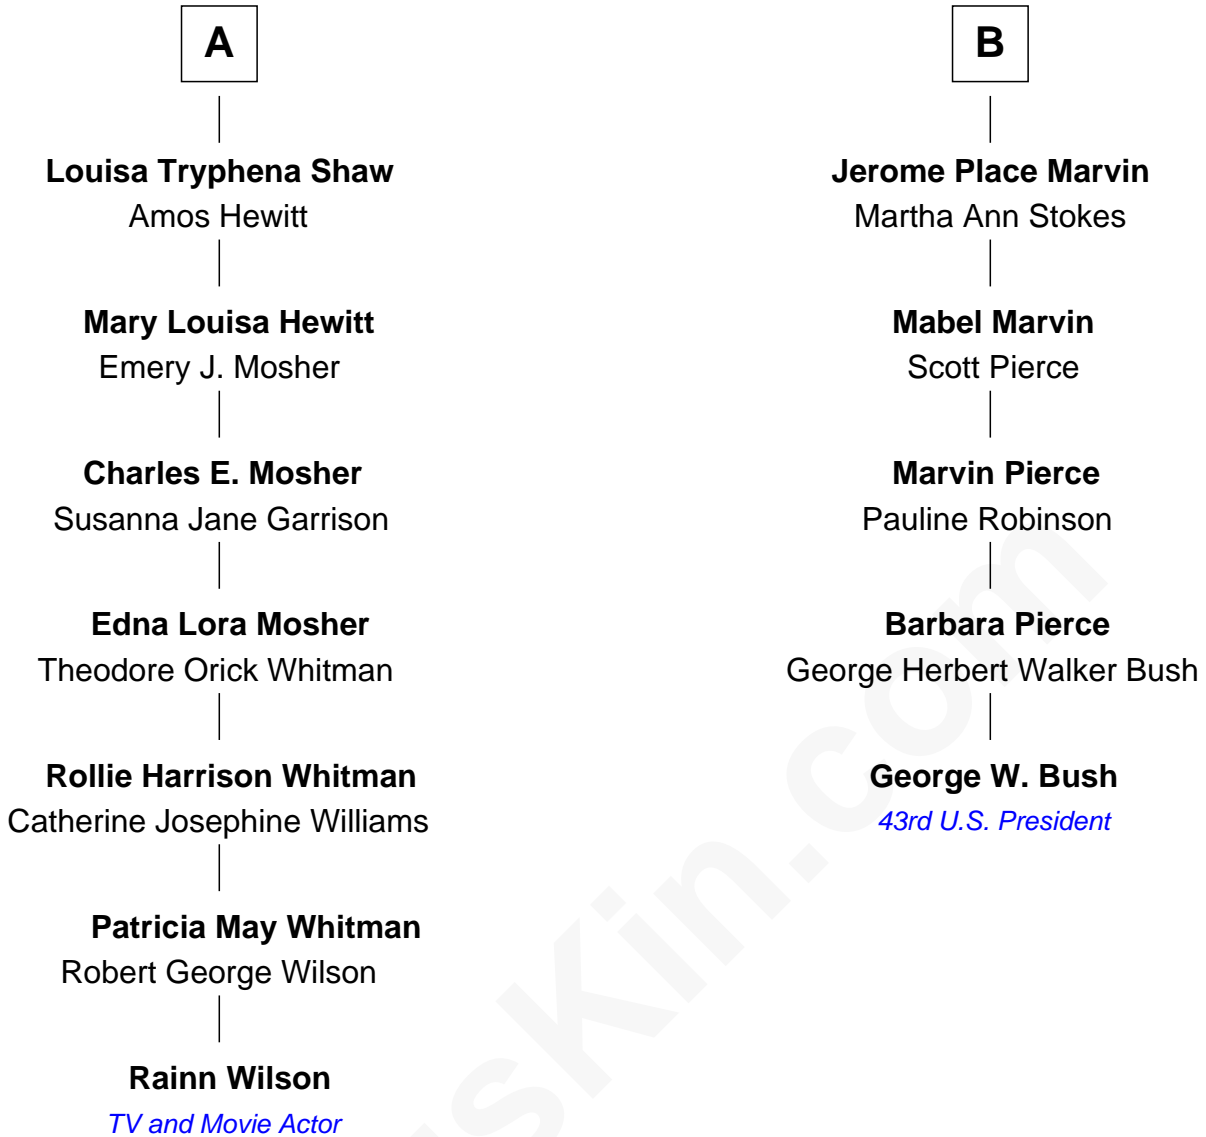 A
Louisa Tryphena Shaw
Amos Hewitt
Mary Louisa Hewitt
Emery J. Mosher
Charles E. Mosher
Susanna Jane Garrison
Edna Lora Mosher
Theodore Orick Whitman
Rollie Harrison Whitman
Catherine Josephine Williams
Patricia May Whitman
Robert George Wilson
Rainn Wilson
TV and Movie Actor
B
Jerome Place Marvin
Martha Ann Stokes
Mabel Marvin
Scott Pierce
Marvin Pierce
Pauline Robinson
Barbara Pierce
George Herbert Walker Bush
George W. Bush
43rd U.S. President